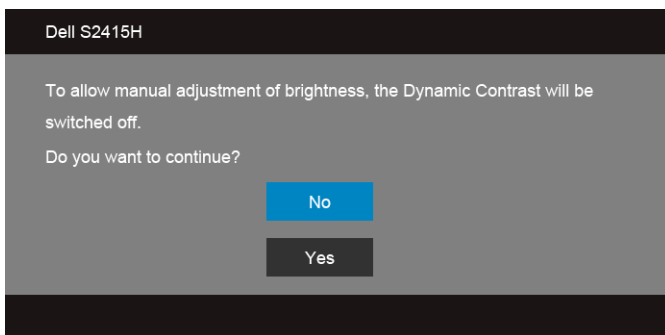 Dell S2415H
To allow manual adjustment of brightness, the Dynamic Contrast will be
switched off.
Do you want to continue?
No
Yes